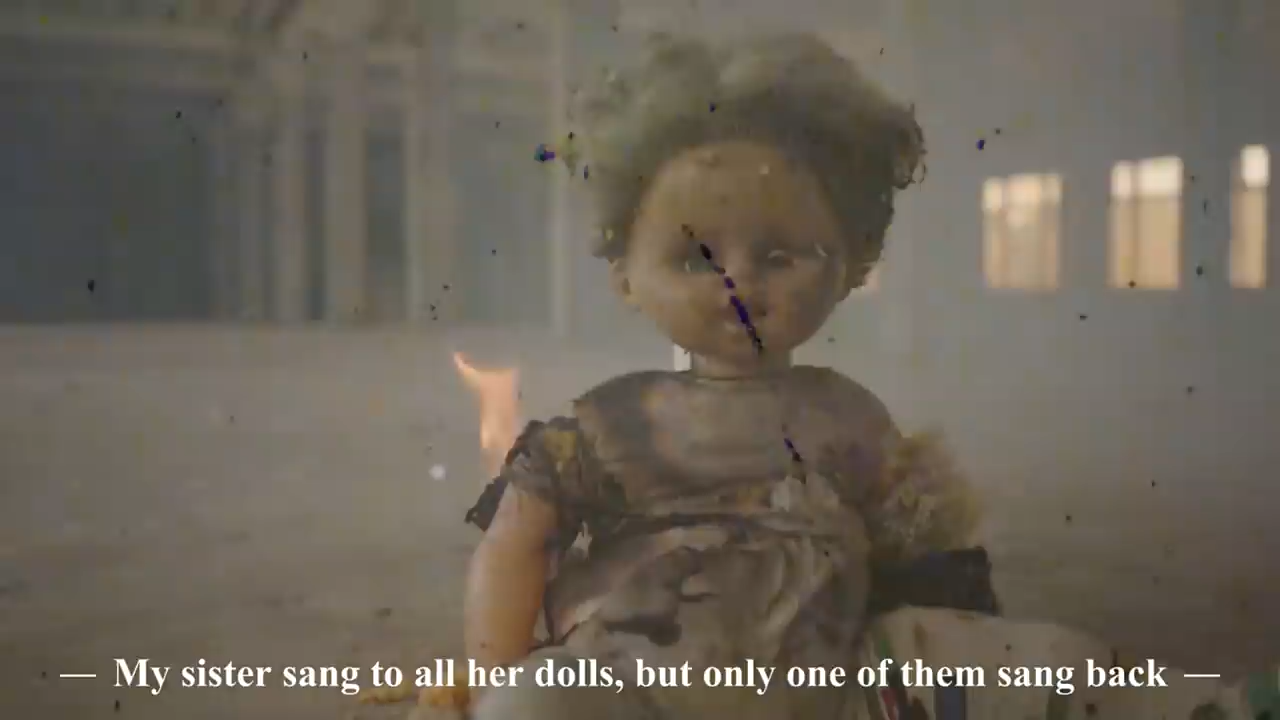 — My sister sang to all her dolls, but only one of them sang back —